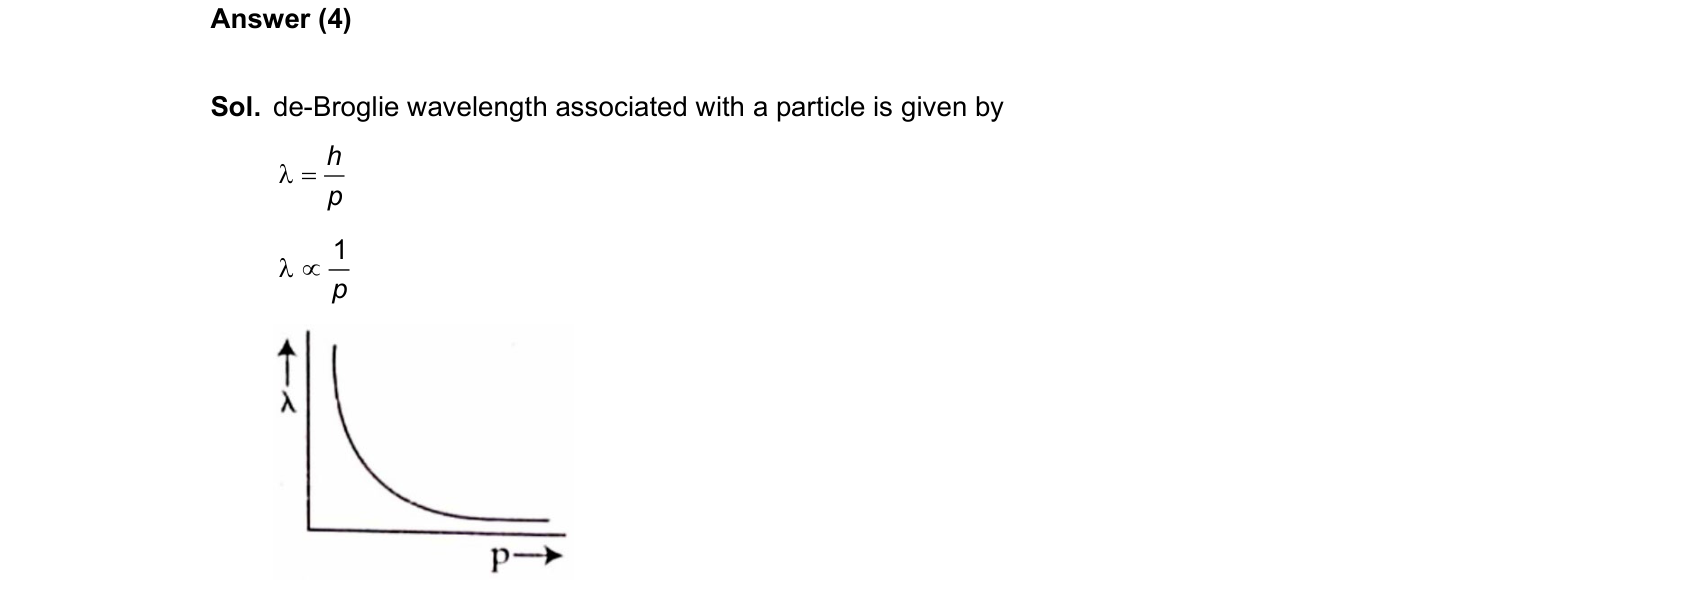 Answer (4)
Sol. de-Broglie wavelength associated with a particle is given by
λ = h/p
λ ∝ 1/p
λ
p